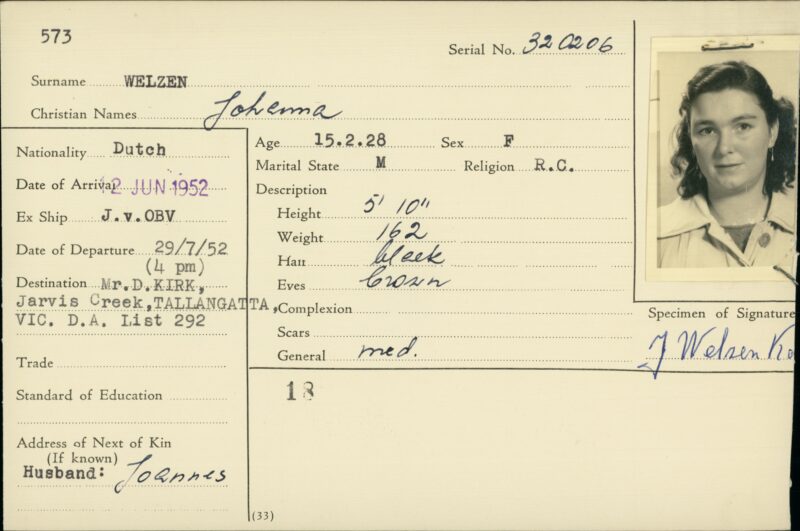 573
Serial No. 320206
Surname WELZEN
Christian Names Johanna
Nationality Dutch
Date of Arrival 2 JUN 1952
Ex Ship J.v.OBV
Date of Departure 29/7/52
(4 pm)
Destination Mr.D.KIRK,
Jarvis Creek,TALLANGATTA,
VIC. D.A. List 292
Trade
Standard of Education
Address of Next of Kin
(If known)
Husband: Joannes
Age 15.2.28 Sex F
Marital State M Religion R.C.
Description
Height 5' 10"
Weight 162
Hair black
Eyes brown
Complexion
Scars
General med.
18
(33)
Specimen of Signature
J Welzen